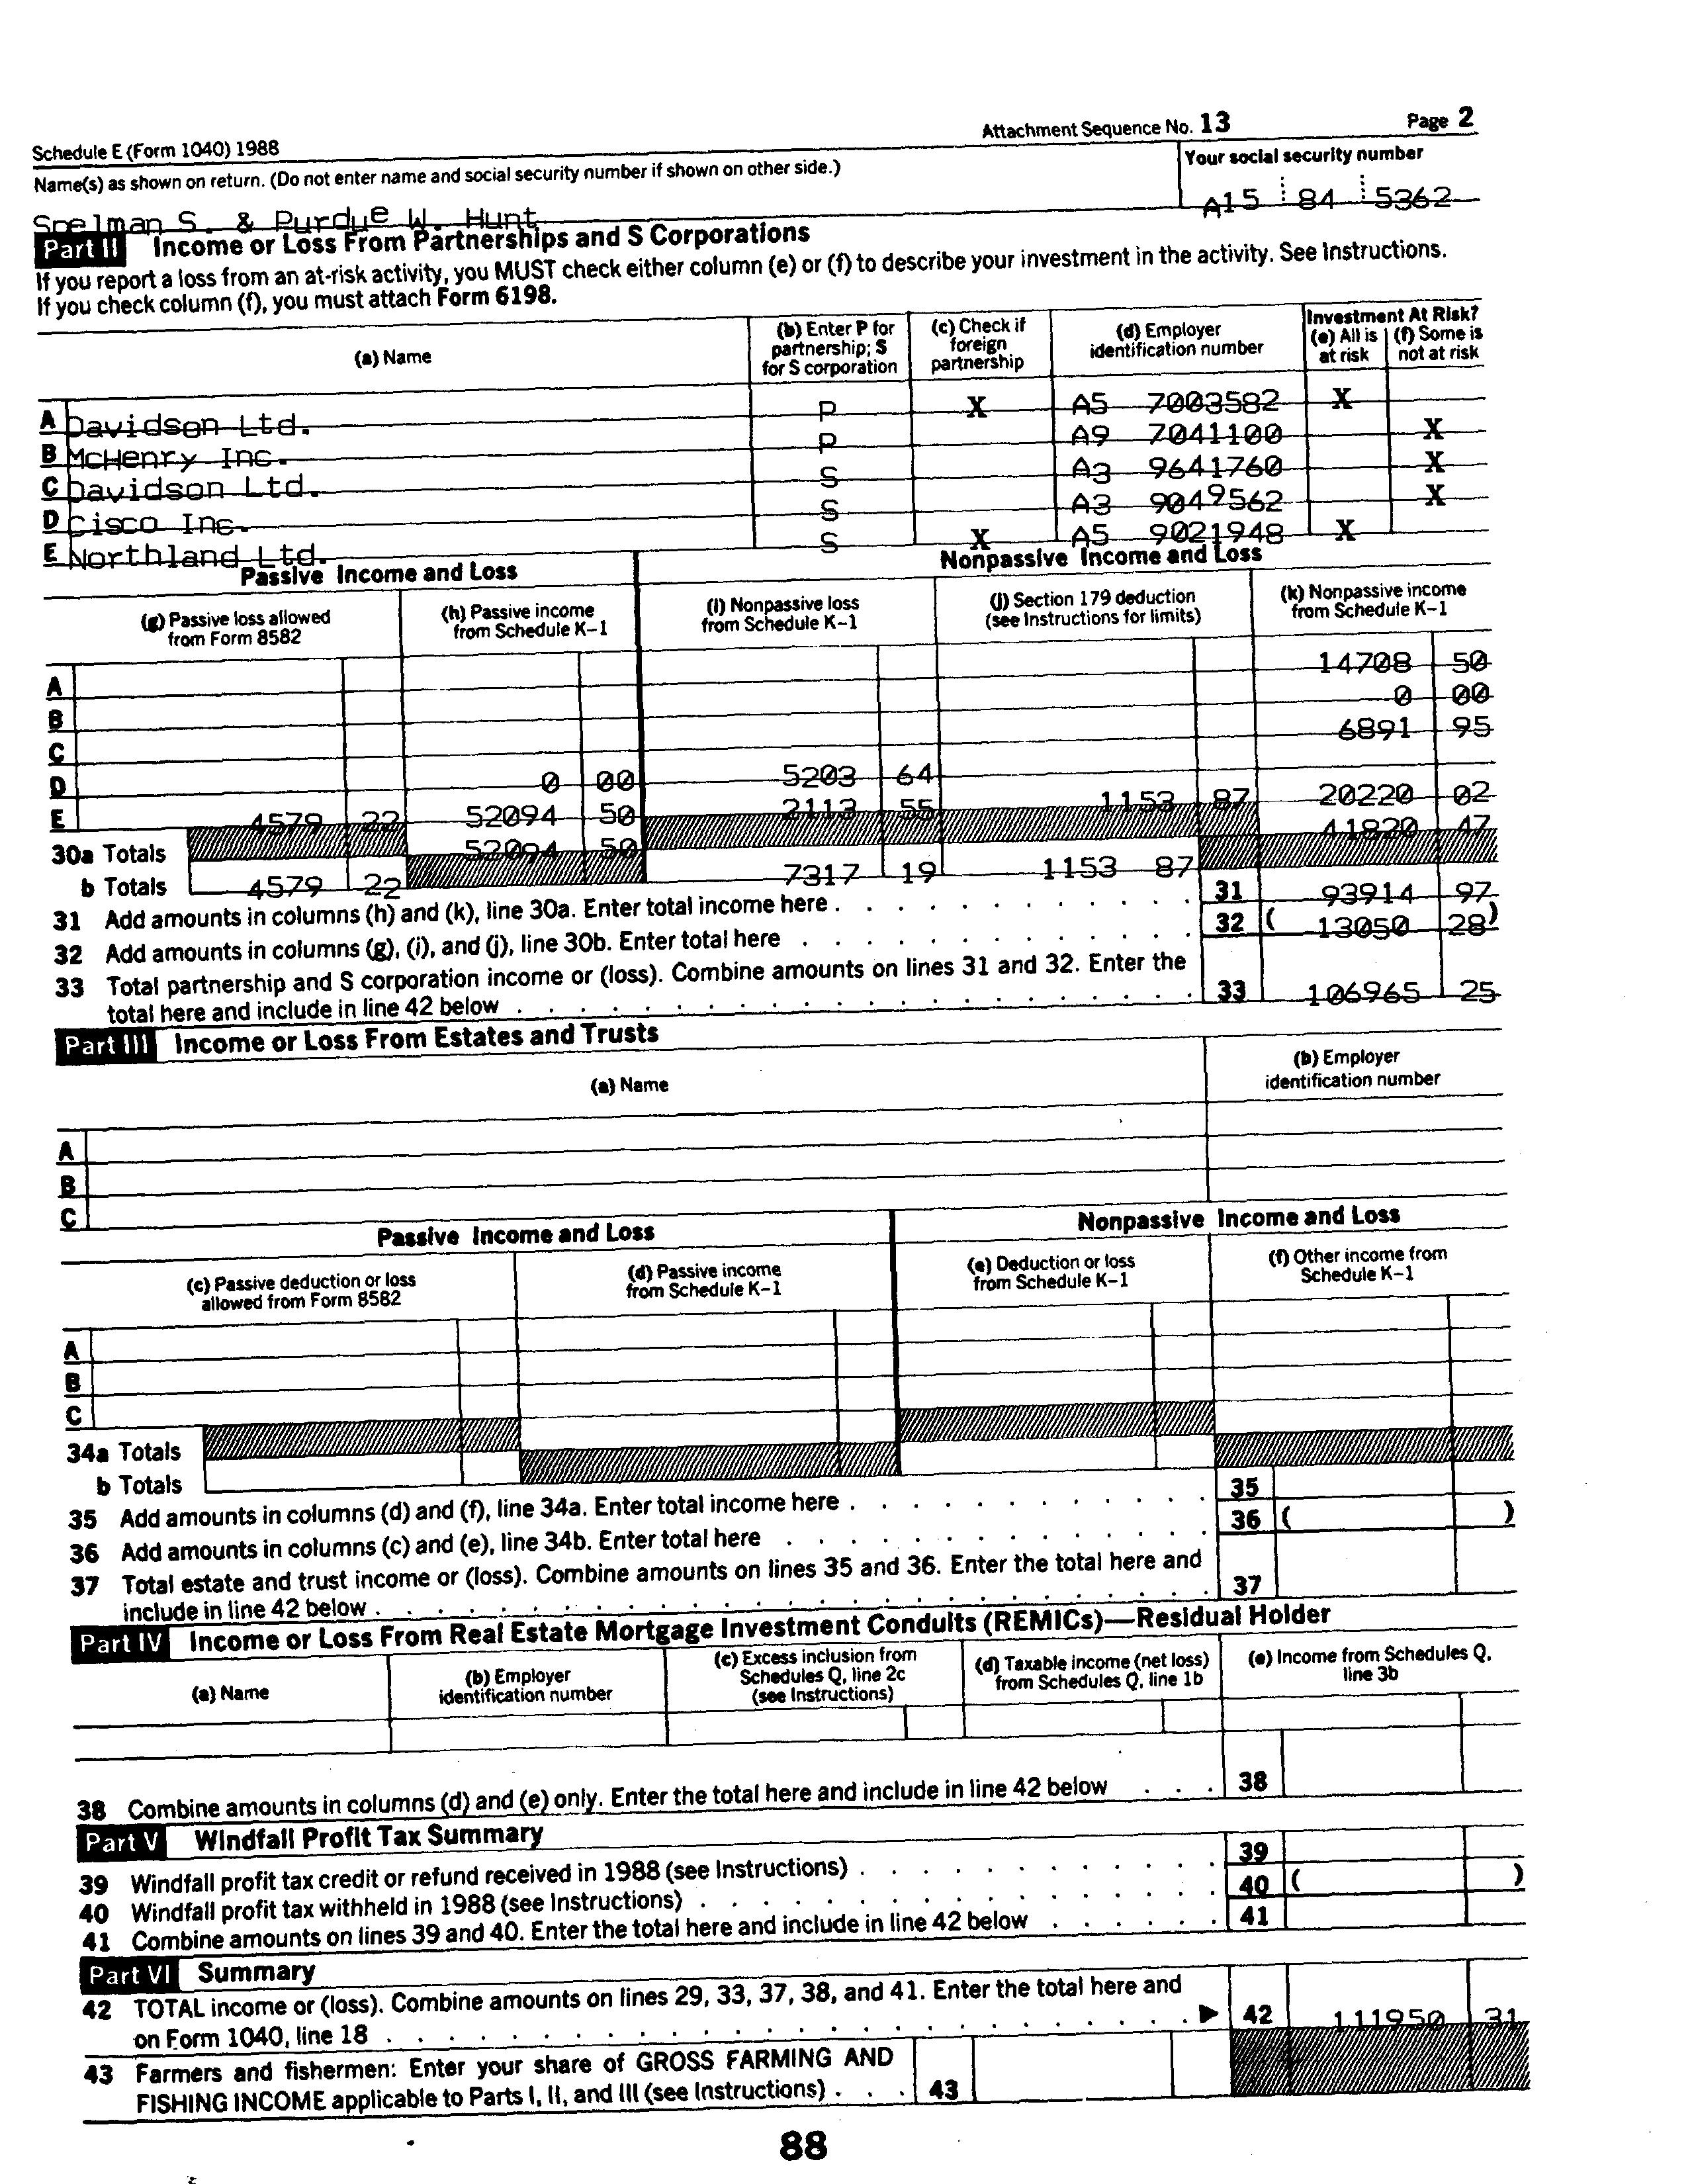 Schedule E (Form 1040) 1988 Attachment Sequence No. 13 Page 2
Name(s) as shown on return. (Do not enter name and social security number if shown on other side.) Your social security number
Spelman S. & Purdue W. Hunt A15 84 5362
Part II Income or Loss From Partnerships and S Corporations
If you report a loss from an at-risk activity, you MUST check either column (e) or (f) to describe your investment in the activity. See Instructions.
If you check column (f), you must attach Form 6198.
(a) Name (b) Enter P for partnership; S for S corporation (c) Check if foreign partnership (d) Employer identification number Investment At Risk? (e) All is at risk (f) Some is not at risk
A Davidson Ltd. P X A5 7003582 X
B McHenry Inc. P A9 7041100 X
C Davidson Ltd. S A3 9641760 X
D Cisco Inc. S A3 9049562 X
E Northland Ltd. S X A5 9021948 X
Passive Income and Loss Nonpassive Income and Loss
(g) Passive loss allowed from Form 8582 (h) Passive income from Schedule K-1 (i) Nonpassive loss from Schedule K-1 (j) Section 179 deduction (see Instructions for limits) (k) Nonpassive income from Schedule K-1
A 14708 50
B 0 00
C 6891 95
D 0 00 5203 64
E 4579 22 52094 50 2113 55 1153 87 20220 02
30a Totals 52094 50 41820 47
b Totals 4579 22 7317 19 1153 87
31 Add amounts in columns (h) and (k), line 30a. Enter total income here 31 93914 97
32 Add amounts in columns (g), (i), and (j), line 30b. Enter total here 32 ( 13050 28 )
33 Total partnership and S corporation income or (loss). Combine amounts on lines 31 and 32. Enter the
total here and include in line 42 below 33 106965 25
Part III Income or Loss From Estates and Trusts
(a) Name (b) Employer identification number
A
B
C
Passive Income and Loss Nonpassive Income and Loss
(c) Passive deduction or loss allowed from Form 8582 (d) Passive income from Schedule K-1 (e) Deduction or loss from Schedule K-1 (f) Other income from Schedule K-1
A
B
C
34a Totals
b Totals
35 Add amounts in columns (d) and (f), line 34a. Enter total income here 35
36 Add amounts in columns (c) and (e), line 34b. Enter total here 36 ( )
37 Total estate and trust income or (loss). Combine amounts on lines 35 and 36. Enter the total here and
include in line 42 below 37
Part IV Income or Loss From Real Estate Mortgage Investment Conduits (REMICs)—Residual Holder
(a) Name (b) Employer identification number (c) Excess inclusion from Schedules Q, line 2c (see Instructions) (d) Taxable income (net loss) from Schedules Q, line 1b (e) Income from Schedules Q, line 3b
38 Combine amounts in columns (d) and (e) only. Enter the total here and include in line 42 below 38
Part V Windfall Profit Tax Summary
39 Windfall profit tax credit or refund received in 1988 (see Instructions) 39
40 Windfall profit tax withheld in 1988 (see Instructions) 40 ( )
41 Combine amounts on lines 39 and 40. Enter the total here and include in line 42 below 41
Part VI Summary
42 TOTAL income or (loss). Combine amounts on lines 29, 33, 37, 38, and 41. Enter the total here and
on Form 1040, line 18 42 111950 31
43 Farmers and fishermen: Enter your share of GROSS FARMING AND
FISHING INCOME applicable to Parts I, II, and III (see Instructions) 43
88